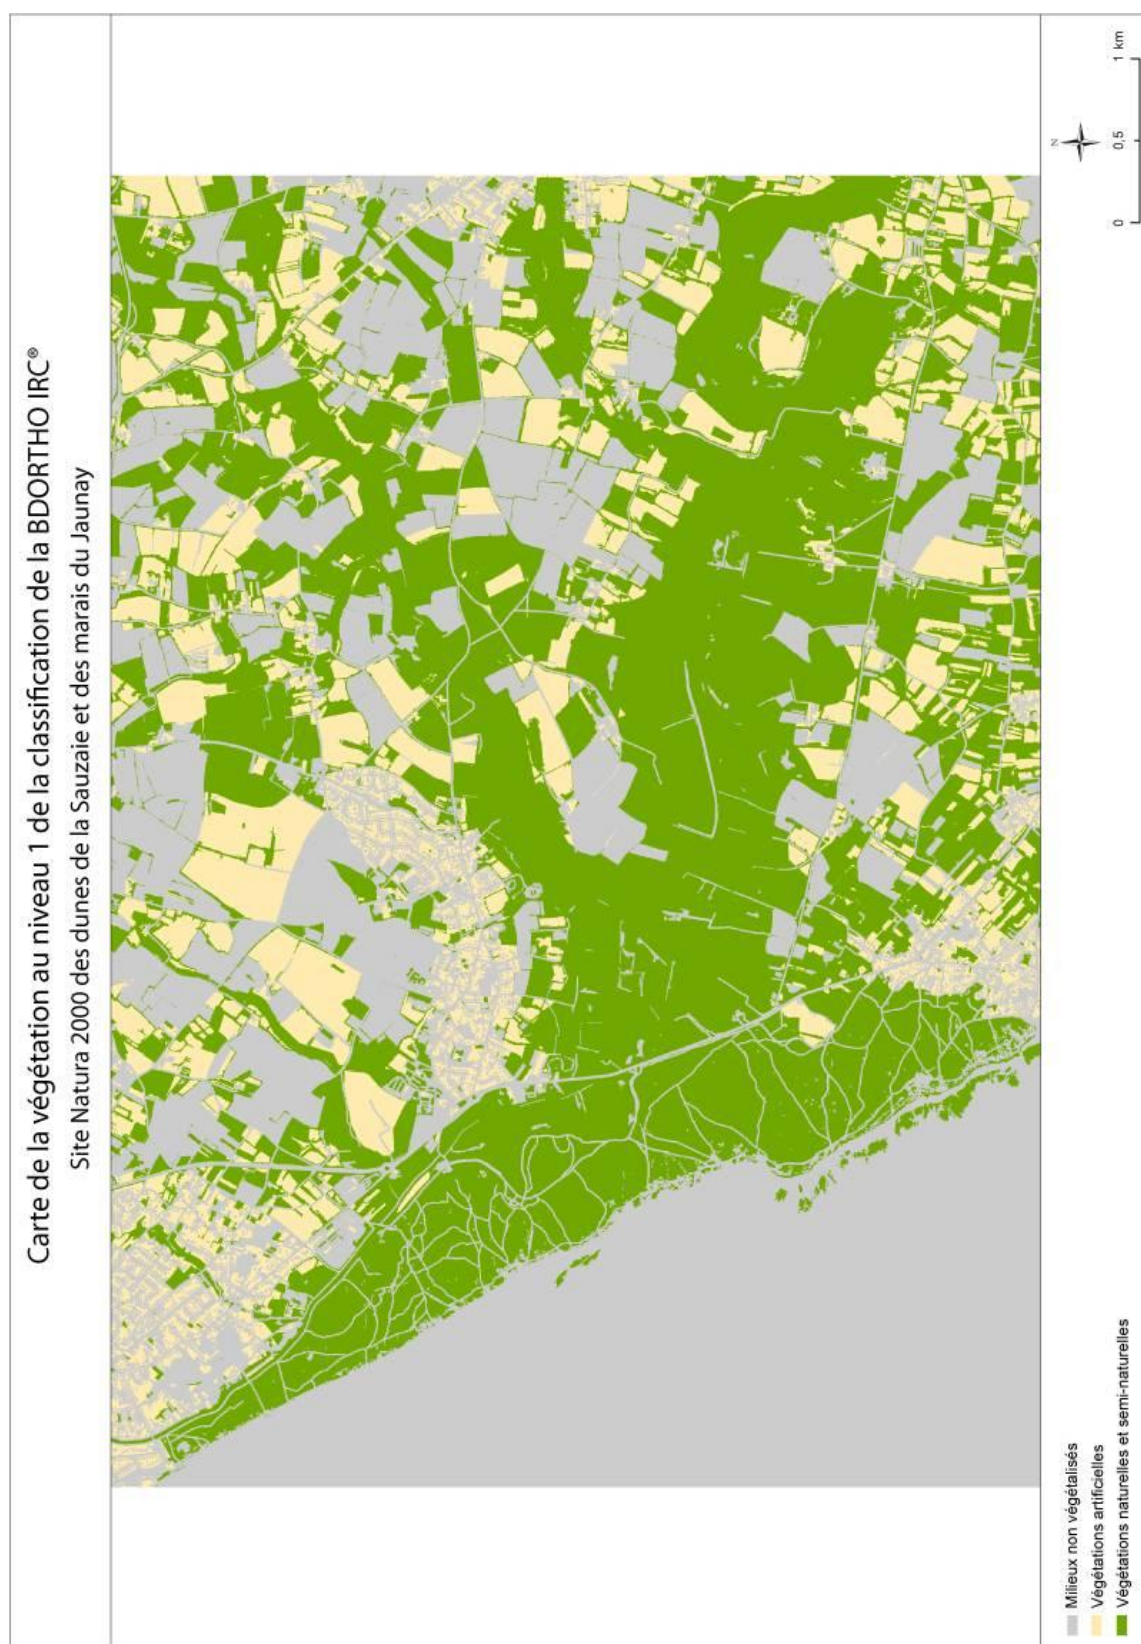 Carte de la végétation au niveau 1 de la classification de la BDORTHO IRC®
Site Natura 2000 des dunes de la Sauzaie et des marais du Jaunay
Milieux non végétalisés
Végétations artificielles
Végétations naturelles et semi-naturelles
N
0 0,5 1 km